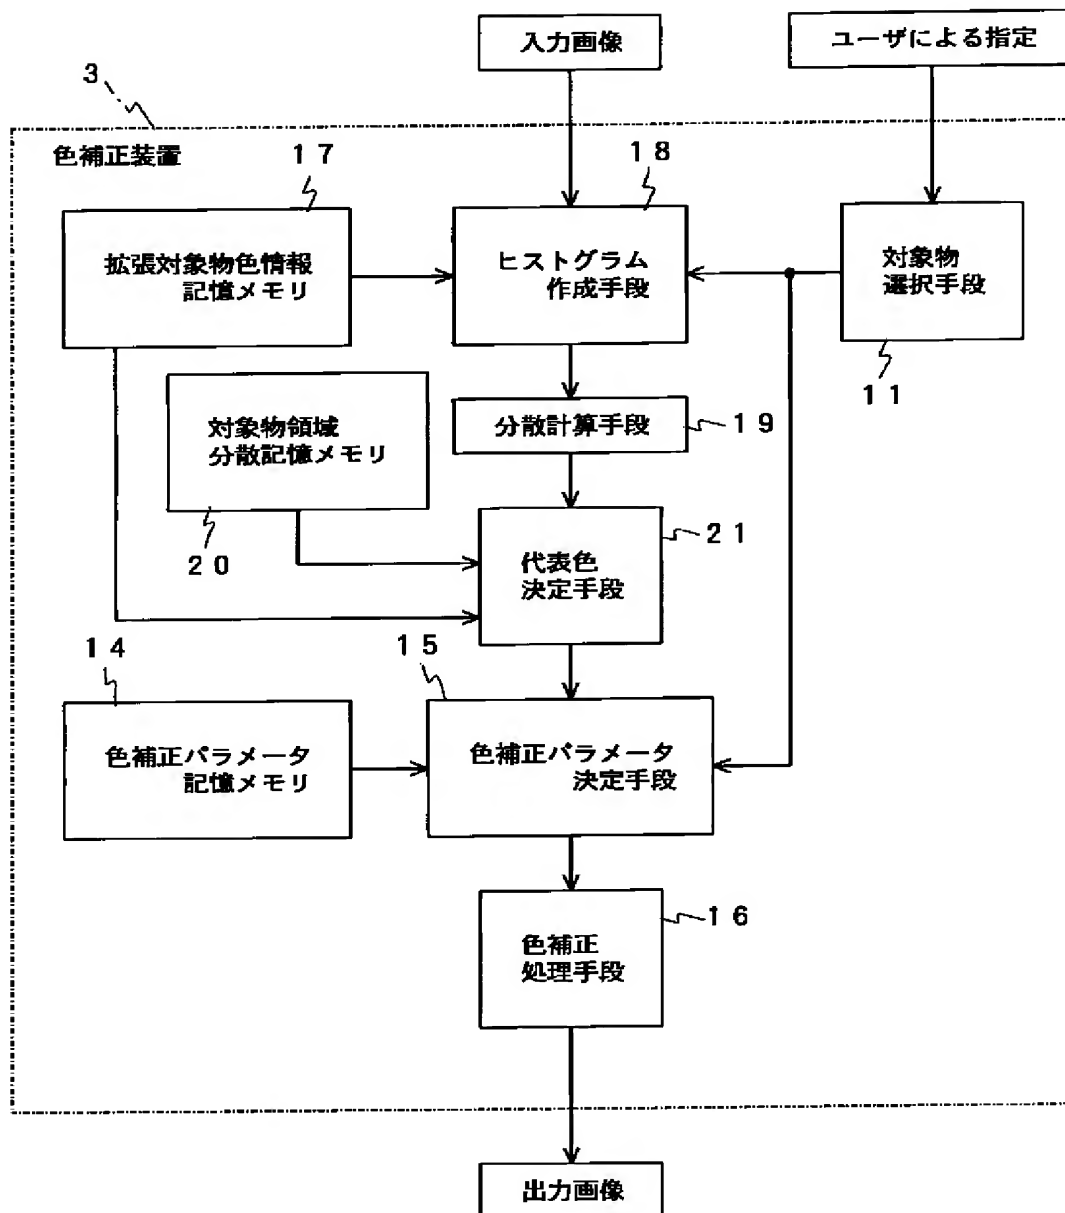 入力画像
ユーザによる指定
3
色補正装置
17
18
拡張対象物色情報
記憶メモリ
ヒストグラム
作成手段
対象物
選択手段
11
対象物領域
分散記憶メモリ
分散計算手段
19
20
代表色
決定手段
21
14
15
色補正パラメータ
記憶メモリ
色補正パラメータ
決定手段
色補正
処理手段
16
出力画像